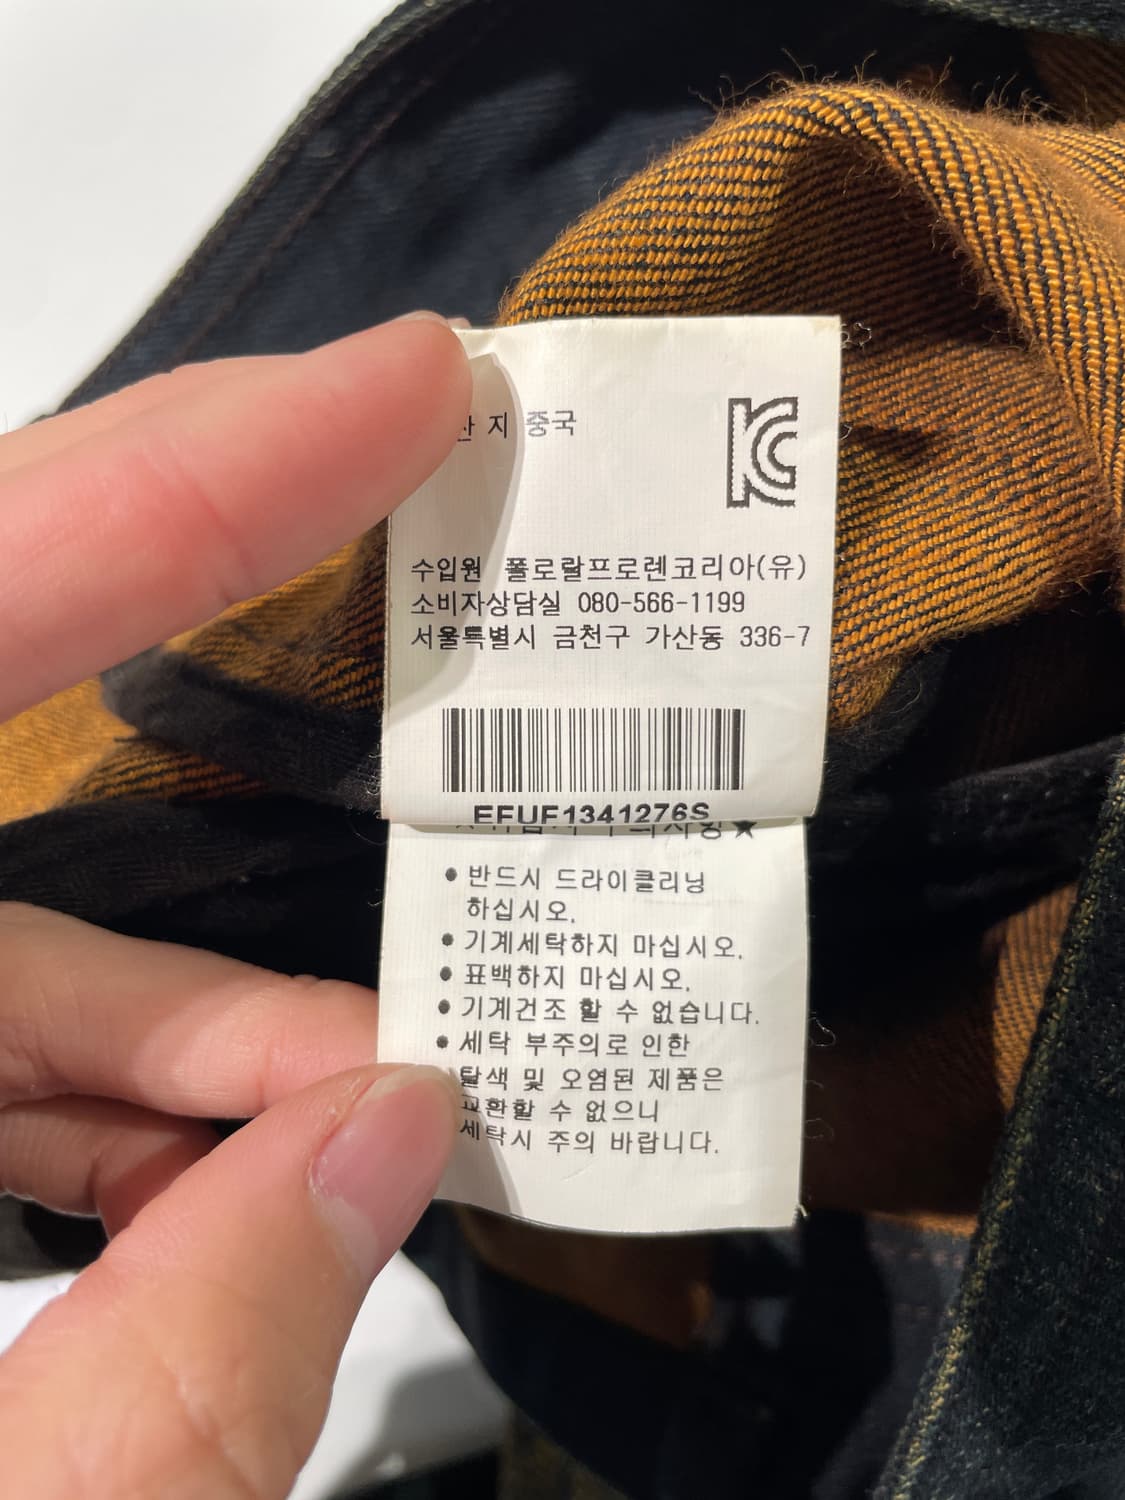 지 중국
수입원 폴로랄프로렌코리아(유)
소비자상담실 080-566-1199
서울특별시 금천구 가산동 336-7
EFUF1341276S
• 반드시 드라이클리닝
하십시오.
• 기계세탁하지 마십시오.
• 표백하지 마십시오.
• 기계건조 할 수 없습니다.
• 세탁 부주의로 인한
탈색 및 오염된 제품은
교환할 수 없으니
세탁시 주의 바랍니다.